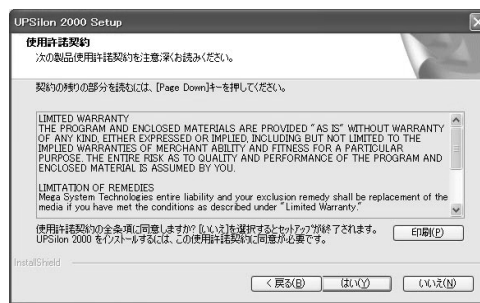 UPSilon 2000 Setup
使用許諾契約
次の製品使用許諾契約を注意深くお読みください。
契約の残りの部分を読むには、[Page Down]キーを押してください。
LIMITED WARRANTY
THE PROGRAM AND ENCLOSED MATERIALS ARE PROVIDED "AS IS" WITHOUT WARRANTY
OF ANY KIND, EITHER EXPRESSED OR IMPLIED, INCLUDING BUT NOT LIMITED TO THE
IMPLIED WARRANTIES OF MERCHANT ABILITY AND FITNESS FOR A PARTICULAR
PURPOSE. THE ENTIRE RISK AS TO QUALITY AND PERFORMANCE OF THE PROGRAM AND
ENCLOSED MATERIAL IS ASSUMED BY YOU.
LIMITATION OF REMEDIES
Mega System Technologies entire liability and your exclusion remedy shall be replacement of the
media if you have met the conditions as described under "Limited Warranty."
使用許諾契約の全条項に同意しますか? [いいえ]を選択するとセットアップが終了されます。
UPSilon 2000 をインストールするには、この使用許諾契約に同意が必要です。
印刷(P)
InstallShield
< 戻る(B)
はい(Y)
いいえ(N)